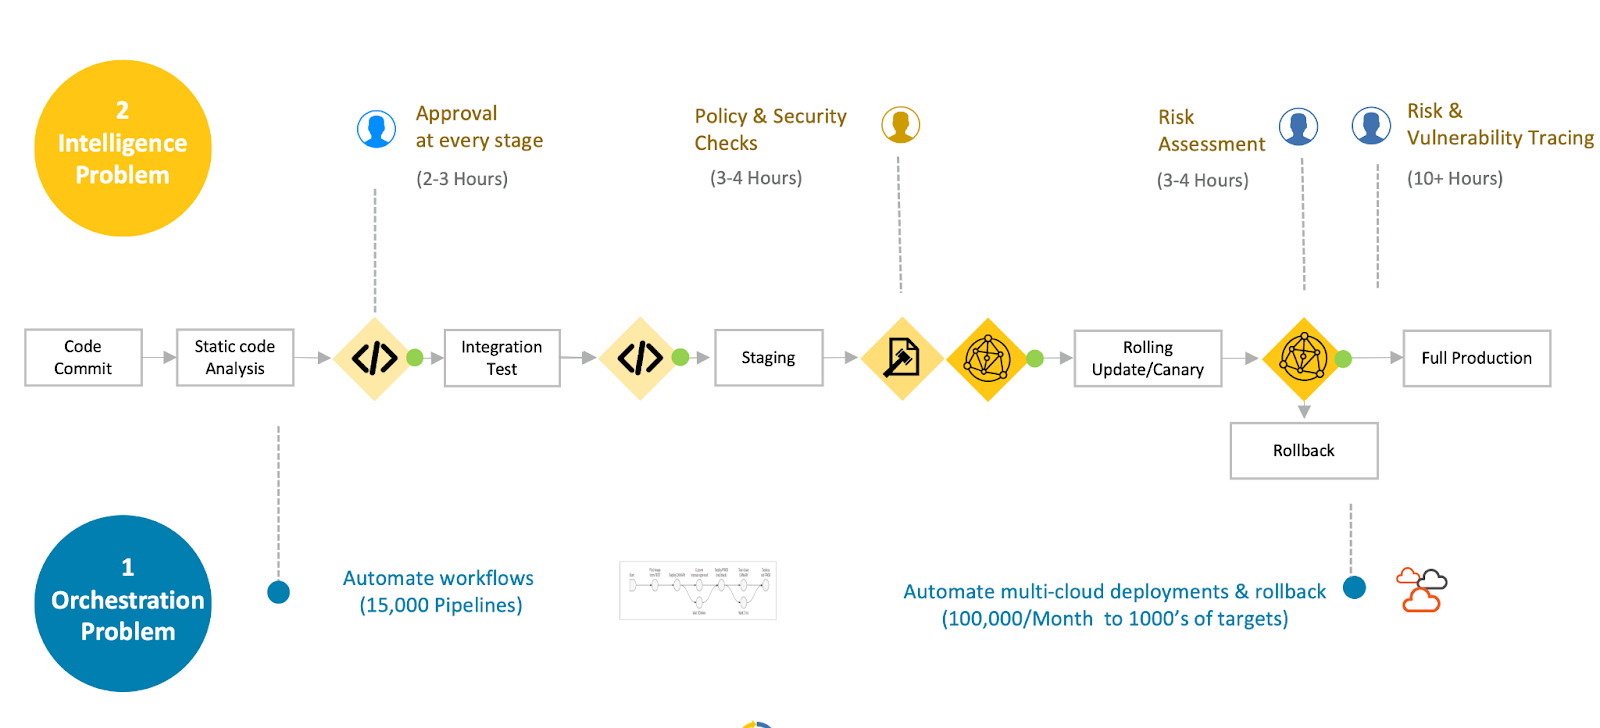 2
Intelligence
Problem
Approval
at every stage
(2-3 Hours)
Policy & Security
Checks
(3-4 Hours)
Risk
Assessment
(3-4 Hours)
Risk &
Vulnerability Tracing
(10+ Hours)
Code
Commit
Static code
Analysis
</>
Integration
Test
</>
Staging
Rolling
Update/Canary
Full Production
Rollback
1
Orchestration
Problem
Automate workflows
(15,000 Pipelines)
Automate multi-cloud deployments & rollback
(100,000/Month to 1000's of targets)